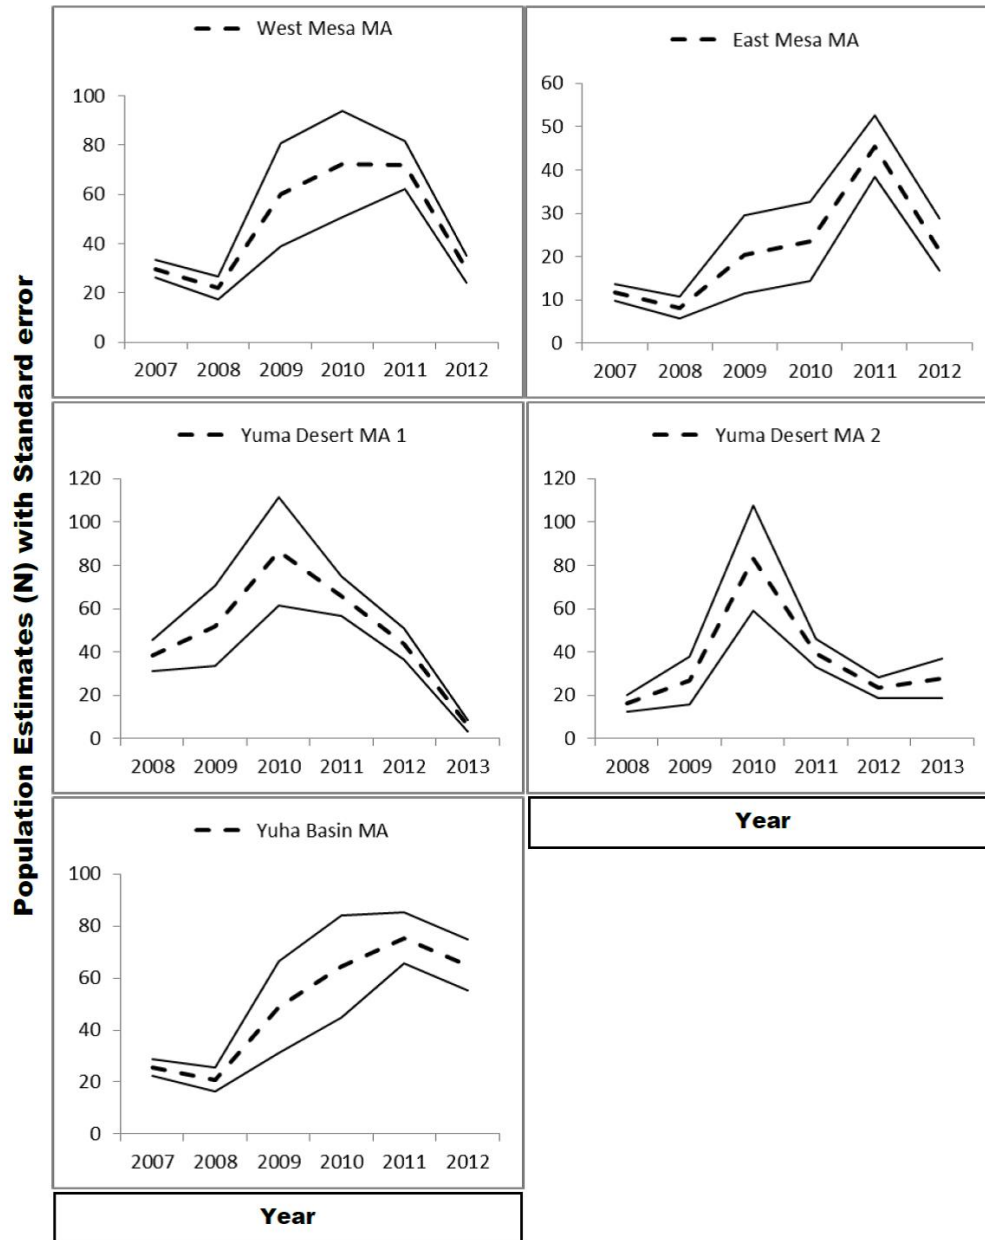 Population Estimates (N) with Standard error
West Mesa MA
100
80
60
40
20
0
2007 2008 2009 2010 2011 2012
East Mesa MA
60
50
40
30
20
10
0
2007 2008 2009 2010 2011 2012
Yuma Desert MA 1
120
100
80
60
40
20
0
2008 2009 2010 2011 2012 2013
Yuma Desert MA 2
120
100
80
60
40
20
0
2008 2009 2010 2011 2012 2013
Year
Yuha Basin MA
100
80
60
40
20
0
2007 2008 2009 2010 2011 2012
Year